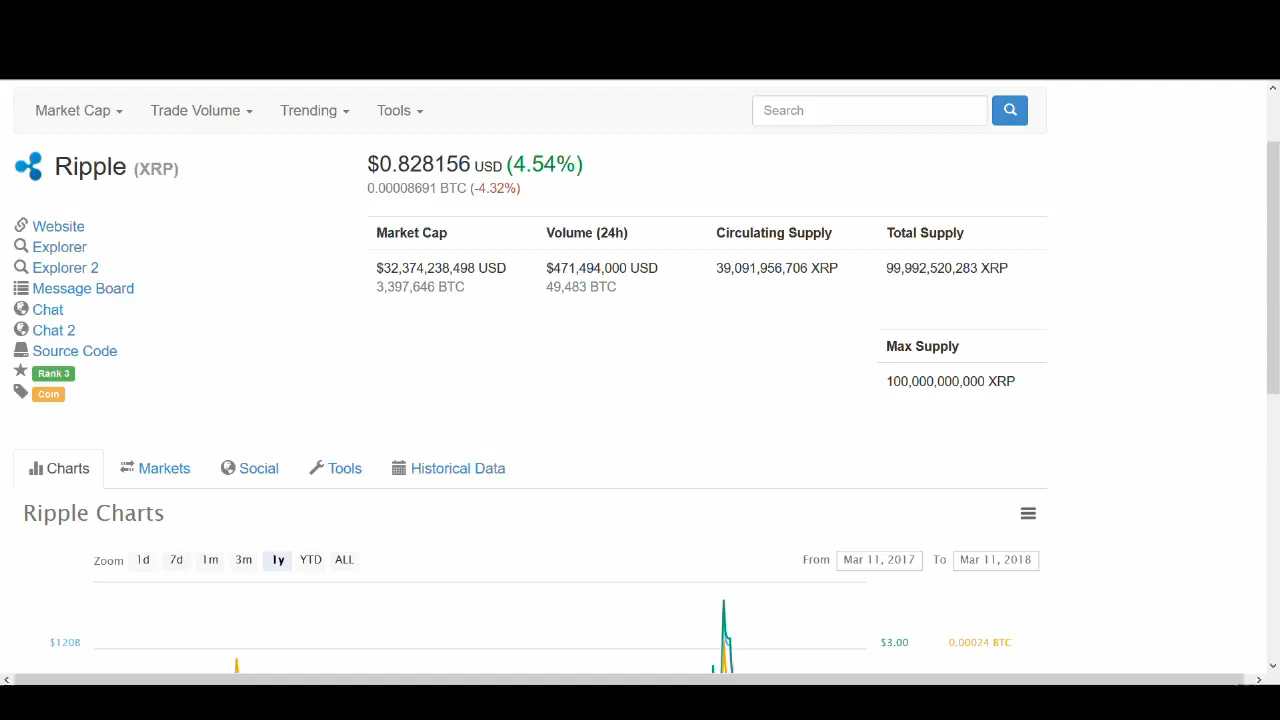 Market Cap Trade Volume Trending Tools Search
Ripple (XRP)
$0.828156 USD (4.54%)
0.00008691 BTC (-4.32%)
Website
Explorer
Explorer 2
Message Board
Chat
Chat 2
Source Code
Rank 3
Coin
Market Cap Volume (24h) Circulating Supply Total Supply
$32,374,238,498 USD $471,494,000 USD 39,091,956,706 XRP 99,992,520,283 XRP
3,397,646 BTC 49,483 BTC
Max Supply
100,000,000,000 XRP
Charts Markets Social Tools Historical Data
Ripple Charts
Zoom 1d 7d 1m 3m 1y YTD ALL From Mar 11, 2017 To Mar 11, 2018
$120B $3.00 0.00024 BTC